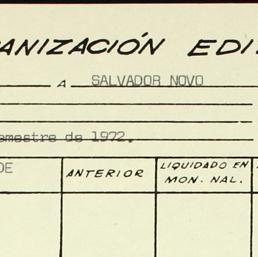 ANIZACIÓN EDI
A SALVADOR NOVO
emestre de 1972.
DE ANTERIOR LIQUIDADO EN
MON. NAL.